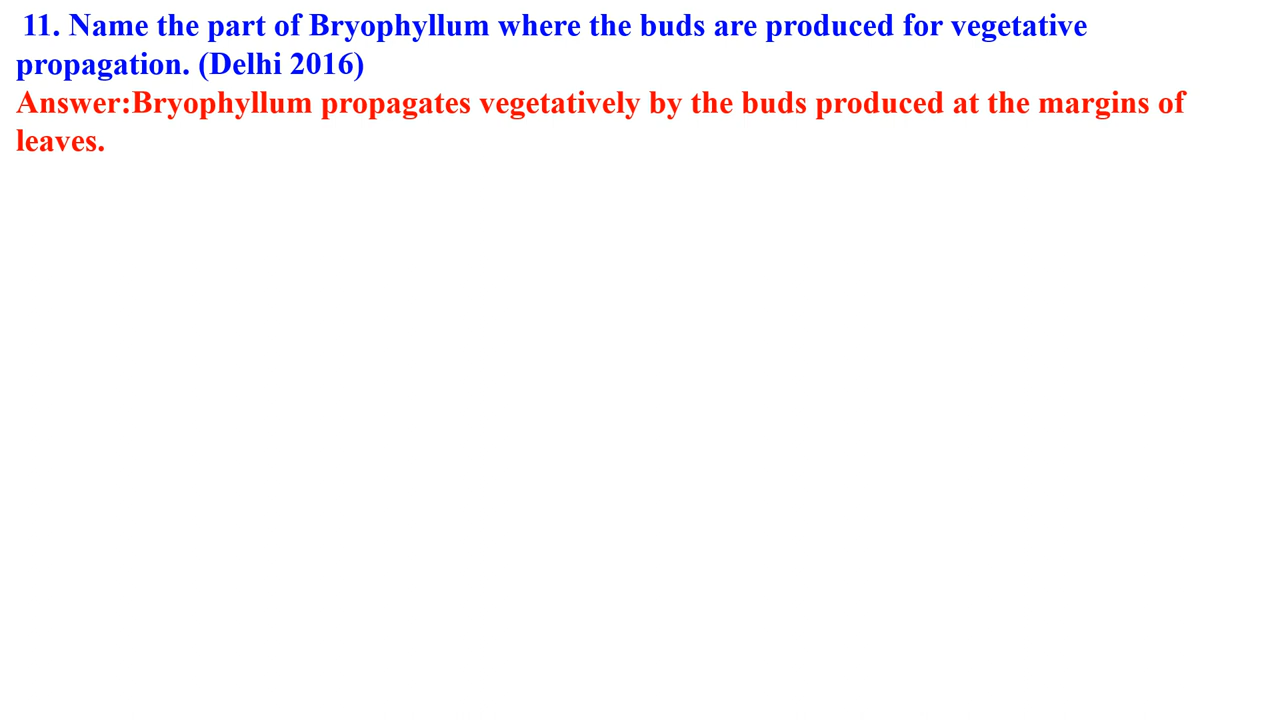 11. Name the part of Bryophyllum where the buds are produced for vegetative
propagation. (Delhi 2016)
Answer:Bryophyllum propagates vegetatively by the buds produced at the margins of
leaves.